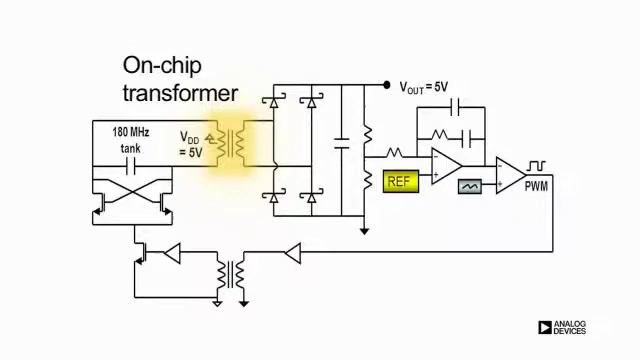 On-chip
transformer
180 MHz
tank
VDD
= 5V
VOUT = 5V
−
+
REF
−
+
PWM
ANALOG
DEVICES